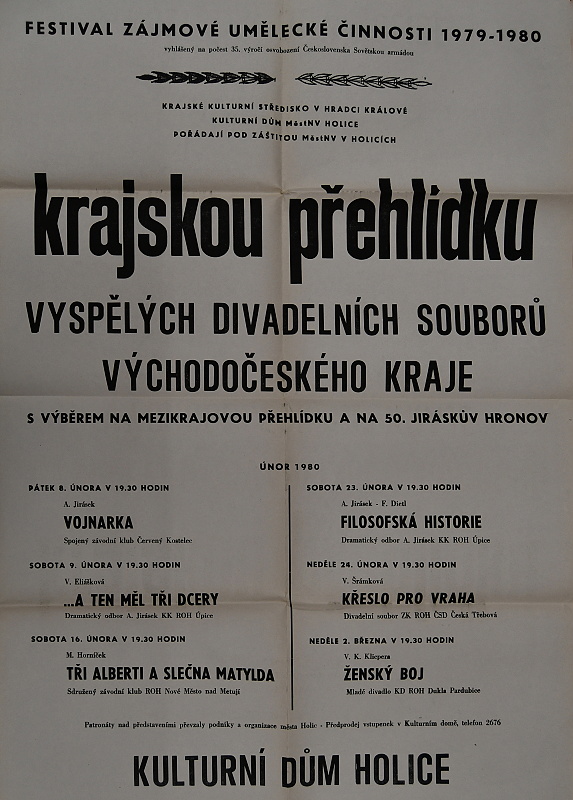 FESTIVAL ZÁJMOVÉ UMĚLECKÉ ČINNOSTI 1979-1980
vyhlášený na počest 35. výročí osvobození Československa Sovětskou armádou
KRAJSKÉ KULTURNÍ STŘEDISKO V HRADCI KRÁLOVÉ
KULTURNÍ DŮM MěstNV HOLICE
POŘÁDAJÍ POD ZÁŠTITOU MěstNV V HOLICÍCH
krajskou přehlídku
VYSPĚLÝCH DIVADELNÍCH SOUBORŮ
VÝCHODOČESKÉHO KRAJE
S VÝBĚREM NA MEZIKRAJOVOU PŘEHLÍDKU A NA 50. JIRÁSKŮV HRONOV
ÚNOR 1980
PÁTEK 8. ÚNORA V 19.30 HODIN
A. Jirásek
VOJNARKA
Spojený závodní klub Červený Kostelec
SOBOTA 9. ÚNORA V 19.30 HODIN
V. Eliášková
...A TEN MĚL TŘI DCERY
Dramatický odbor A. Jirásek KK ROH Úpice
SOBOTA 16. ÚNORA V 19.30 HODIN
M. Horníček
TŘI ALBERTI A SLEČNA MATYLDA
Sdružený závodní klub ROH Nové Město nad Metují
SOBOTA 23. ÚNORA V 19.30 HODIN
A. Jirásek - F. Dietl
FILOSOFSKÁ HISTORIE
Dramatický odbor A. Jirásek KK ROH Úpice
NEDĚLE 24. ÚNORA V 19.30 HODIN
V. Šrámková
KŘESLO PRO VRAHA
Divadelní soubor ZK ROH ČSD Česká Třebová
NEDĚLE 2. BŘEZNA V 19.30 HODIN
V. K. Klicpera
ŽENSKÝ BOJ
Mladé divadlo KD ROH Dukla Pardubice
Patronáty nad představeními převzaly podniky a organizace města Holic - Předprodej vstupenek v Kulturním domě, telefon 2676
KULTURNÍ DŮM HOLICE